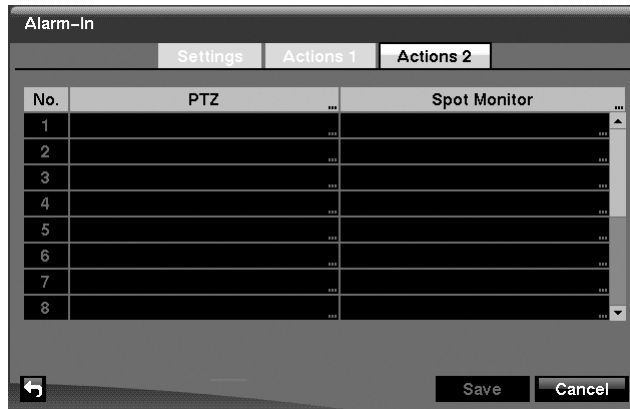 Alarm-In
Settings Actions 1 Actions 2
No. PTZ ... Spot Monitor ...
1 ... ...
2 ... ...
3 ... ...
4 ... ...
5 ... ...
6 ... ...
7 ... ...
8 ... ...
Save Cancel